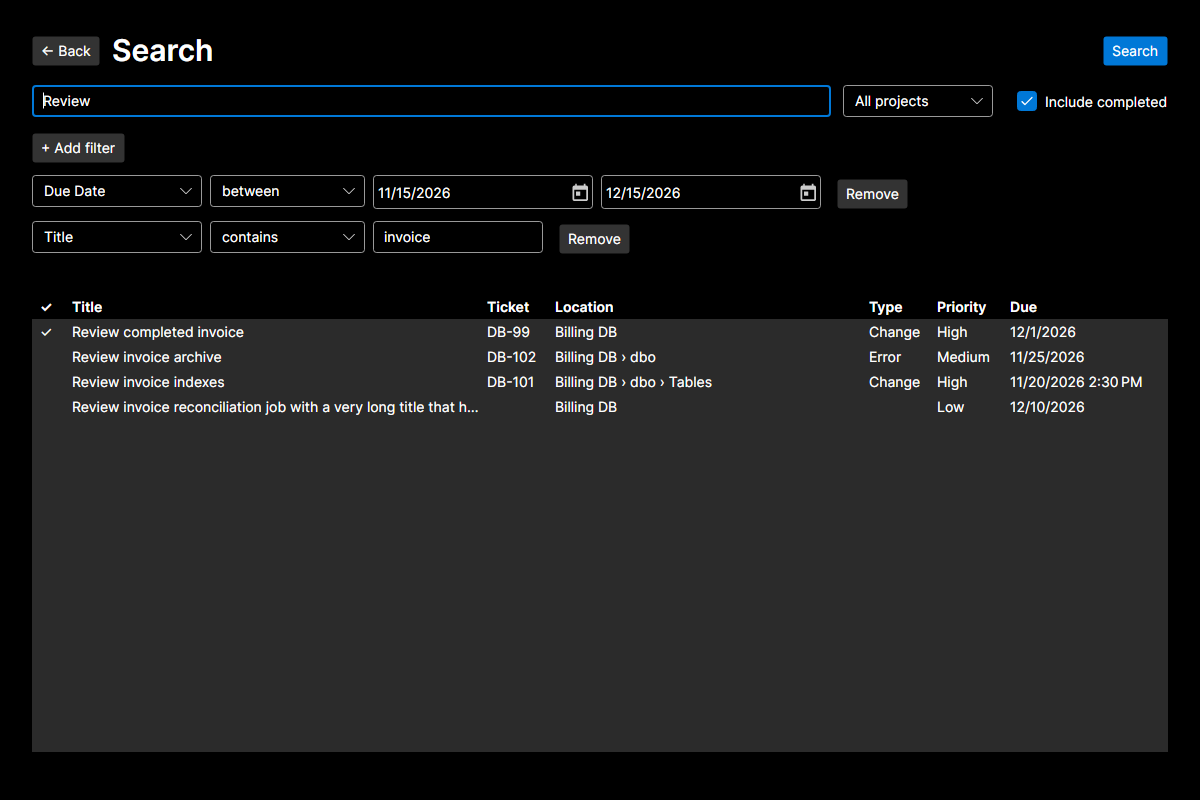 ← Back Search Search
Review All projects Include completed
+ Add filter
Due Date between 11/15/2026 12/15/2026 Remove
Title contains invoice Remove
✓ Title Ticket Location Type Priority Due
✓ Review completed invoice DB-99 Billing DB Change High 12/1/2026
Review invoice archive DB-102 Billing DB › dbo Error Medium 11/25/2026
Review invoice indexes DB-101 Billing DB › dbo › Tables Change High 11/20/2026 2:30 PM
Review invoice reconciliation job with a very long title that h... Billing DB Low 12/10/2026